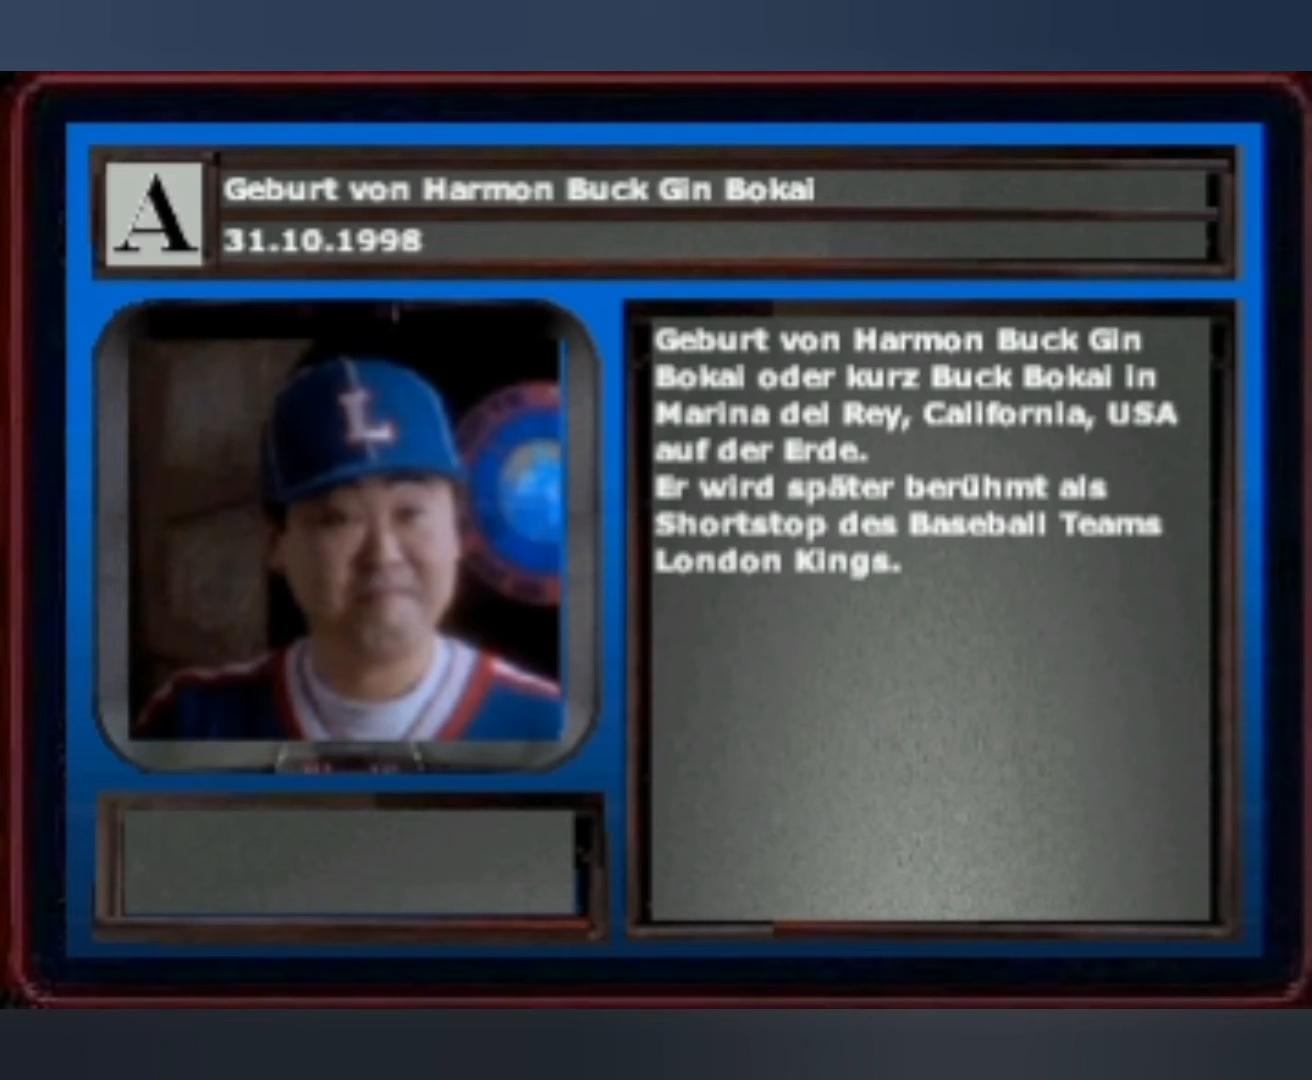 A
Geburt von Harmon Buck Gin Bokai
31.10.1998
L
Geburt von Harmon Buck Gin
Bokai oder kurz Buck Bokai in
Marina del Rey, California, USA
auf der Erde.
Er wird später berühmt als
Shortstop des Baseball Teams
London Kings.